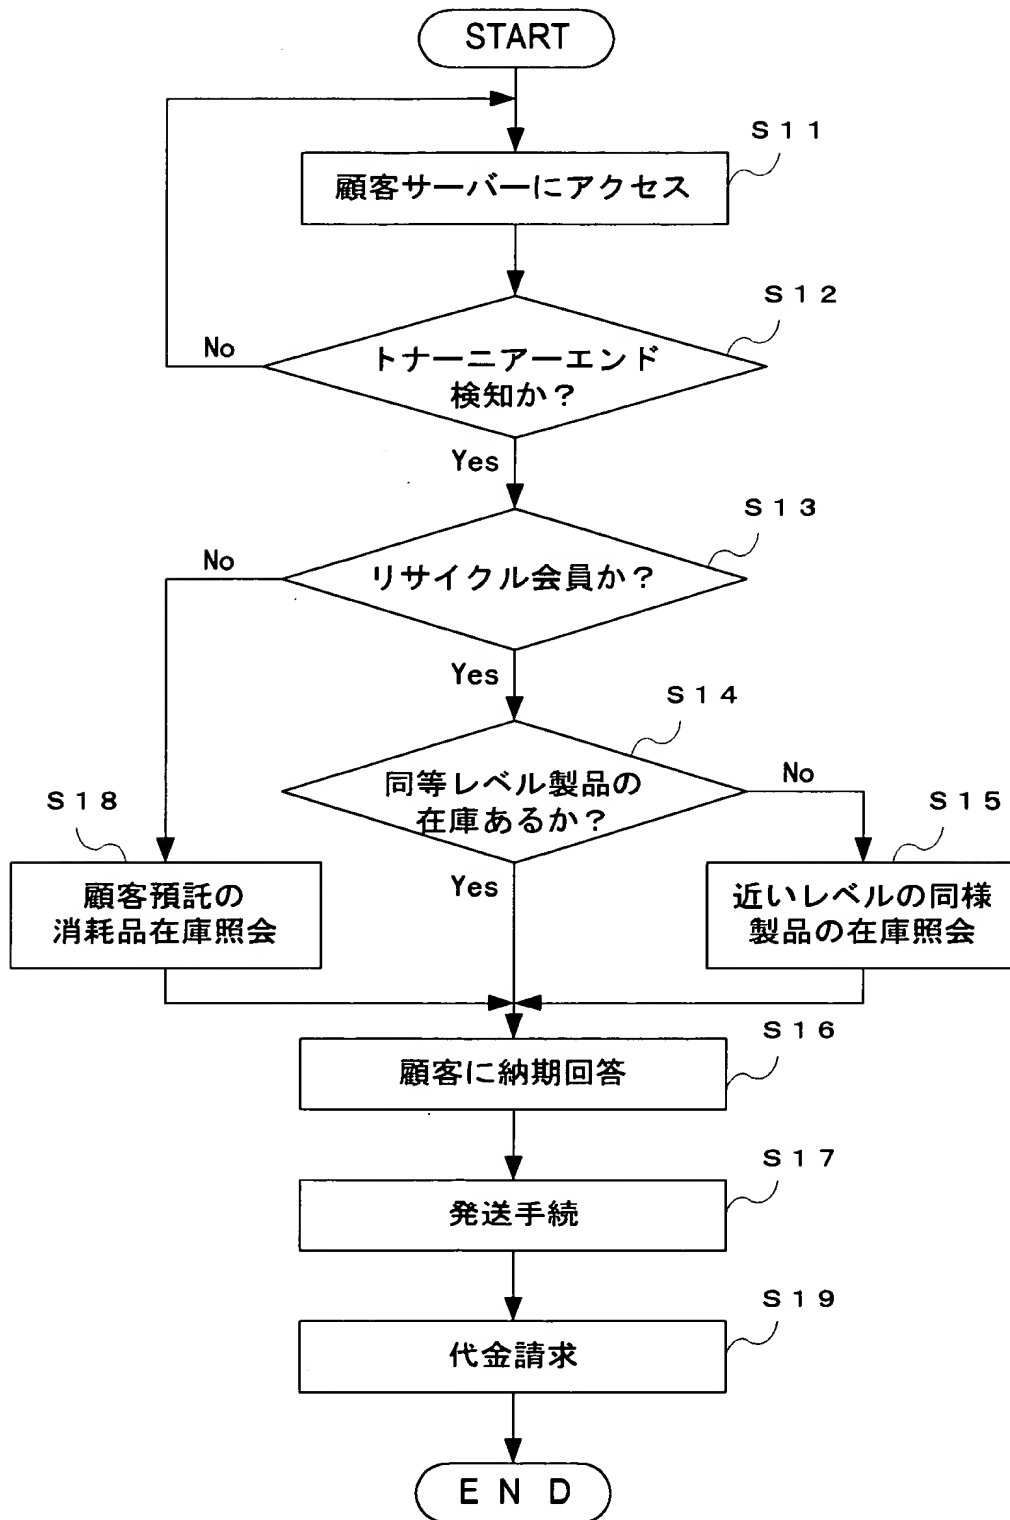 START
S11
顧客サーバーにアクセス
S12
No
トナーニアーエンド
検知か?
Yes
S13
No
リサイクル会員か?
Yes
S14
同等レベル製品の
在庫あるか?
No
Yes
S18
顧客預託の
消耗品在庫照会
S15
近いレベルの同様
製品の在庫照会
S16
顧客に納期回答
S17
発送手続
S19
代金請求
END